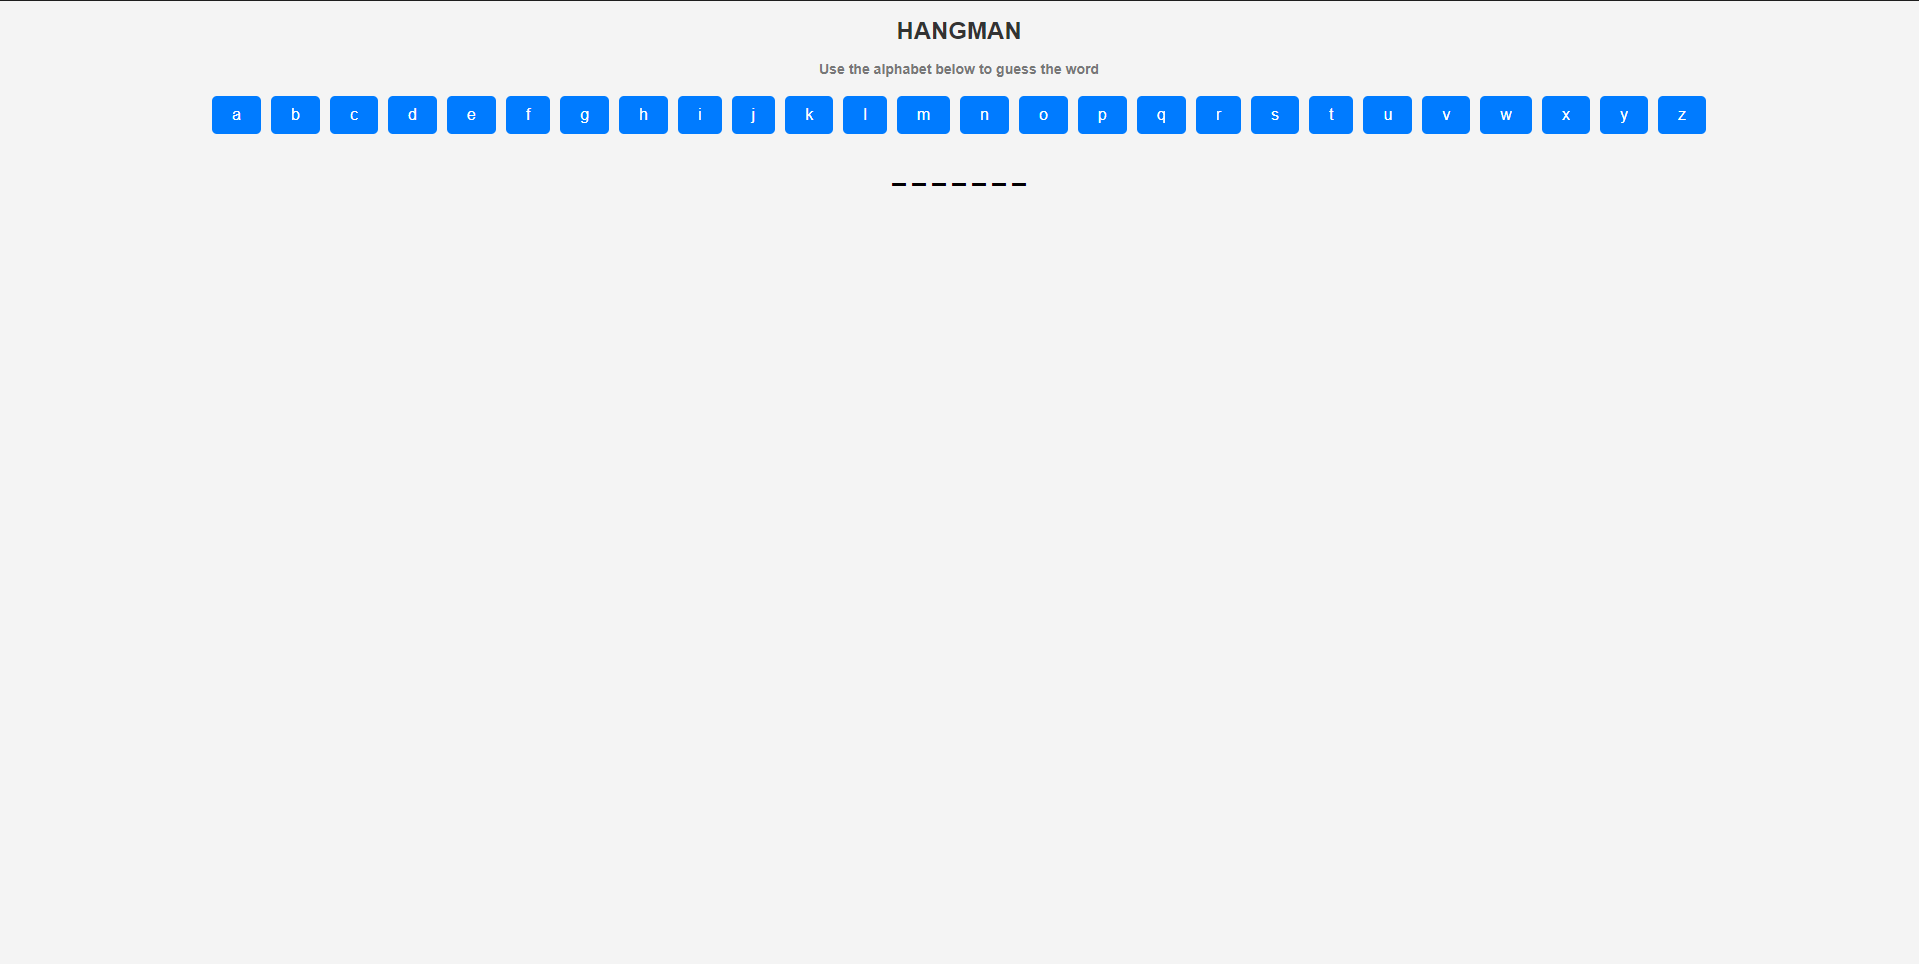 HANGMAN
Use the alphabet below to guess the word
a b c d e f g h i j k l m n o p q r s t u v w x y z
_ _ _ _ _ _ _